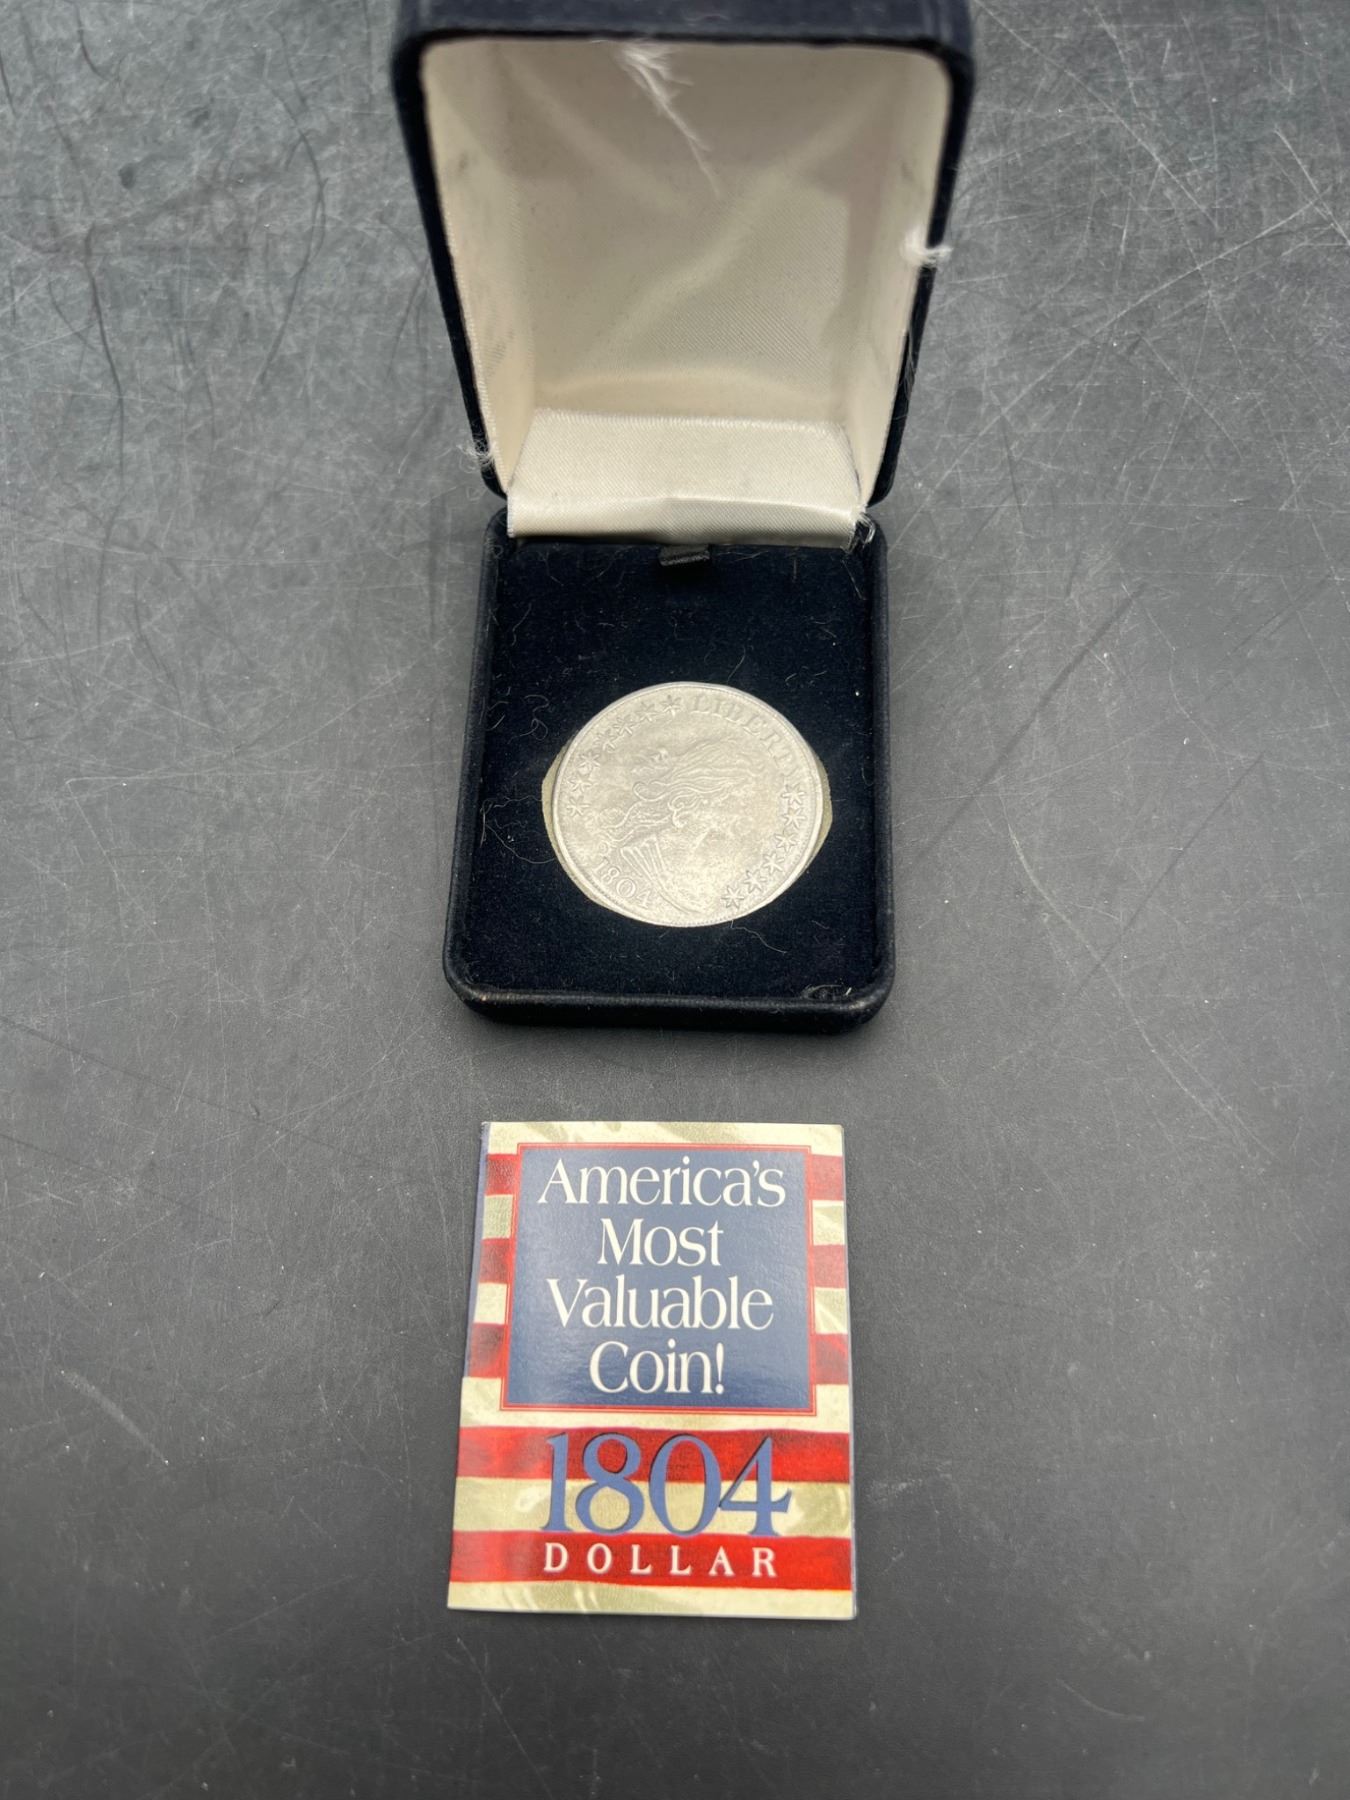 LIBERTY
1804
America's
Most
Valuable
Coin!
1804
DOLLAR